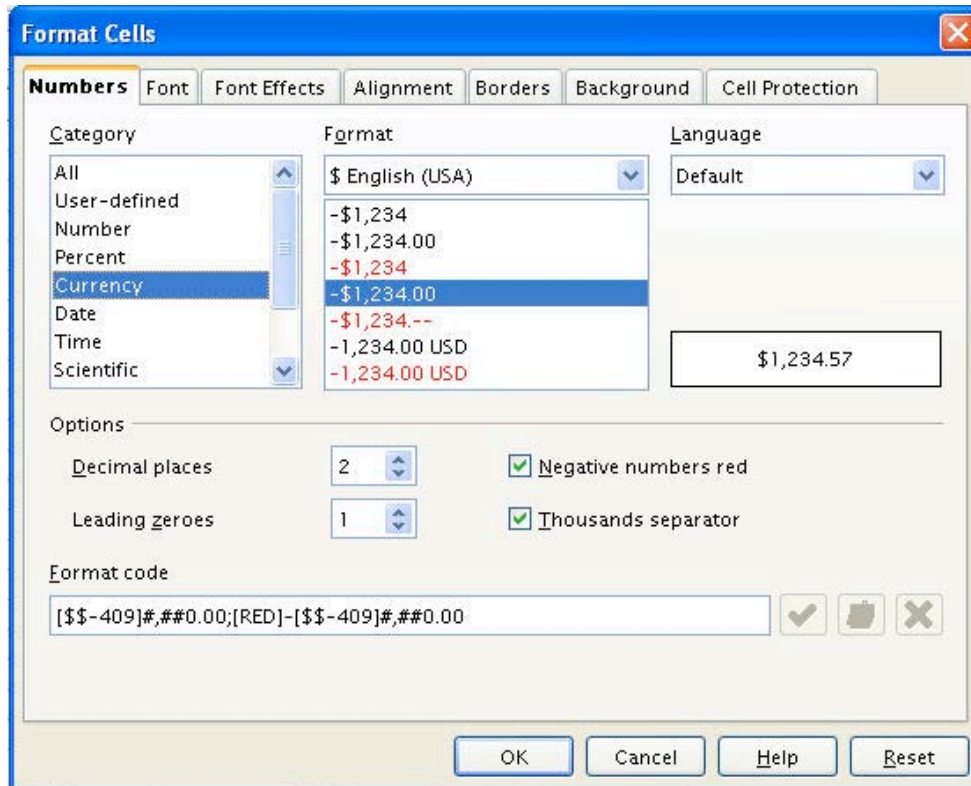 Format Cells
Numbers Font Font Effects Alignment Borders Background Cell Protection
Category
All
User-defined
Number
Percent
Currency
Date
Time
Scientific
Format
$ English (USA)
-$1,234
-$1,234.00
-$1,234
-$1,234.00
-$1,234.--
-1,234.00 USD
-1,234.00 USD
Language
Default
$1,234.57
Options
Decimal places 2
Negative numbers red
Leading zeroes 1
Thousands separator
Format code
[$$-409]#,##0.00;[RED]-[$$-409]#,##0.00
OK Cancel Help Reset